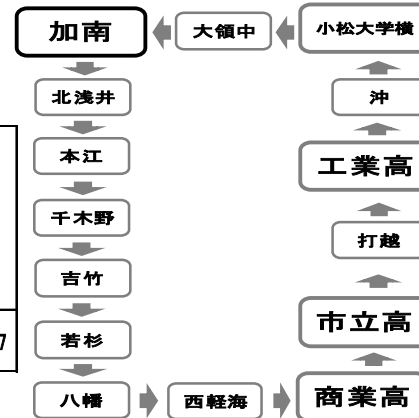 加南
大領中
小松大学横
北浅井
沖
本江
工業高
千木野
打越
吉竹
市立高
若杉
八幡
西軽海
商業高